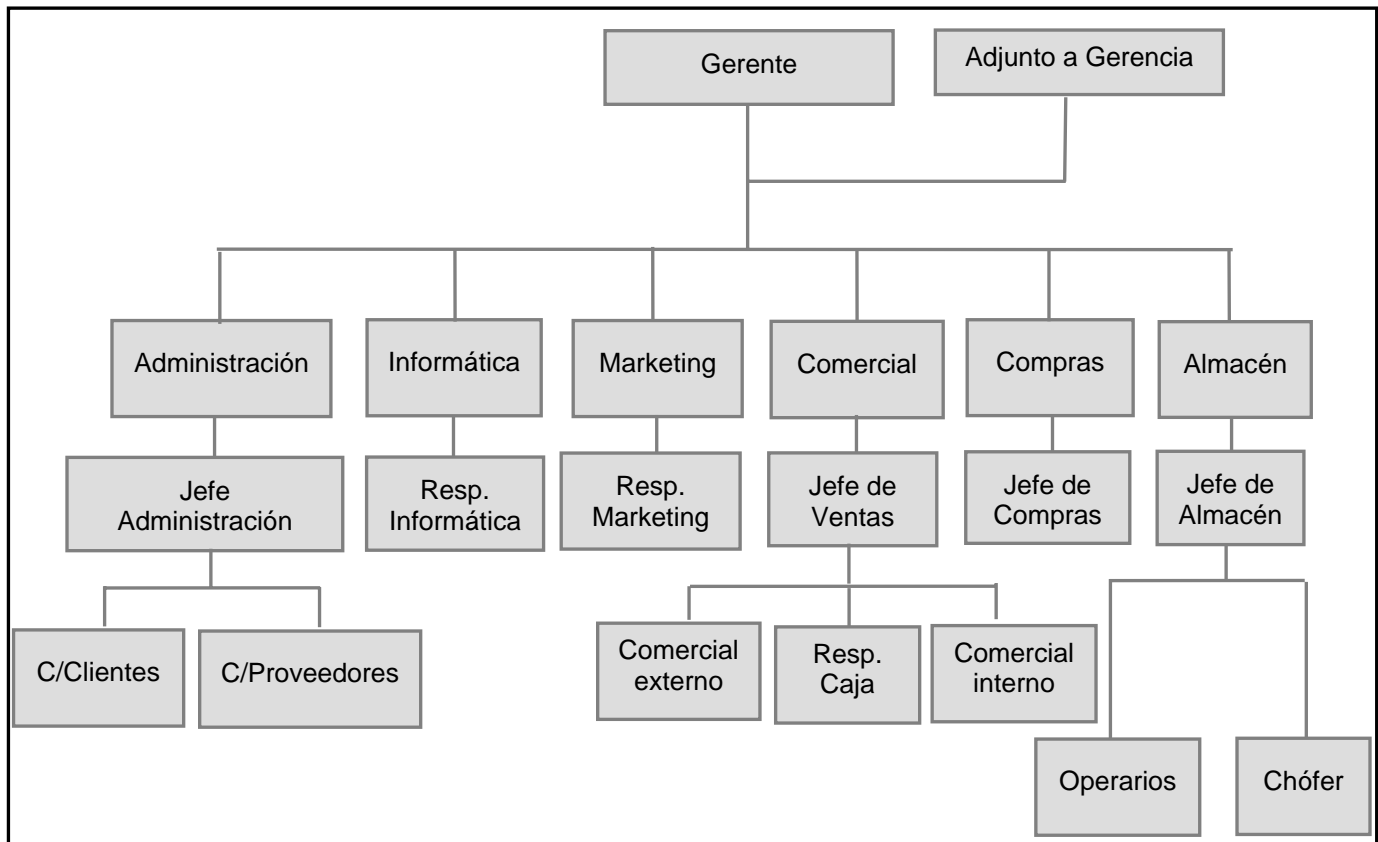 Gerente
Adjunto a Gerencia
Administración
Informática
Marketing
Comercial
Compras
Almacén
Jefe
Administración
Resp.
Informática
Resp.
Marketing
Jefe de
Ventas
Jefe de
Compras
Jefe de
Almacén
C/Clientes
C/Proveedores
Comercial
externo
Resp.
Caja
Comercial
interno
Operarios
Chófer